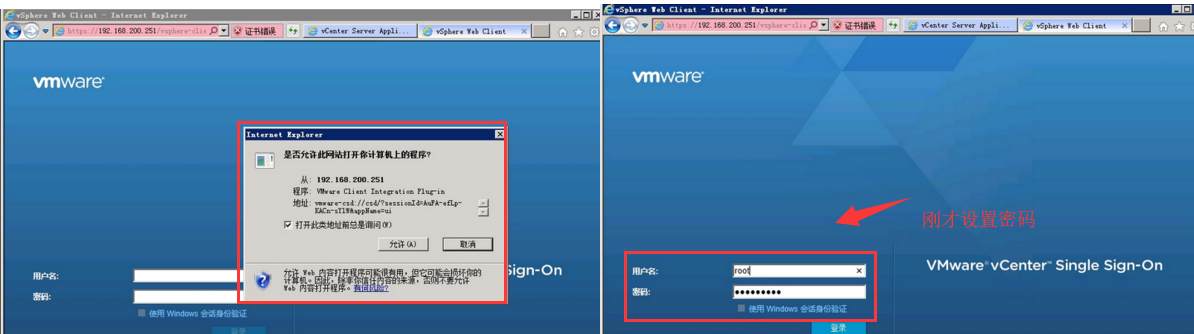 vSphere Web Client - Internet Explorer
https://192.168.200.251/vsphere-clie
证书错误
vCenter Server Appli...
vSphere Web Client
vmware
Internet Explorer
是否允许此网站打开你计算机上的程序?
从: 192.168.200.251
程序: VMware Client Integration Plug-in
地址: vmware-csd://csd/?sessionId=AuFA-efLp-
KACn-sYlW&appName=ui
打开此类地址前总是询问(W)
允许(A)
取消
允许 Web 内容打开程序可能很有用，但它可能会损坏你的
计算机。因此，除非你信任内容的来源，否则不要允许
Web 内容打开程序。有何风险?
用户名:
密码:
Sign-On
使用 Windows 会话身份验证
登录
vSphere Web Client - Internet Explorer
https://192.168.200.251/vsphere-clie
证书错误
vCenter Server Appli...
vSphere Web Client
vmware
刚才设置密码
用户名:
root
密码:
VMware vCenter Single Sign-On
使用 Windows 会话身份验证
登录